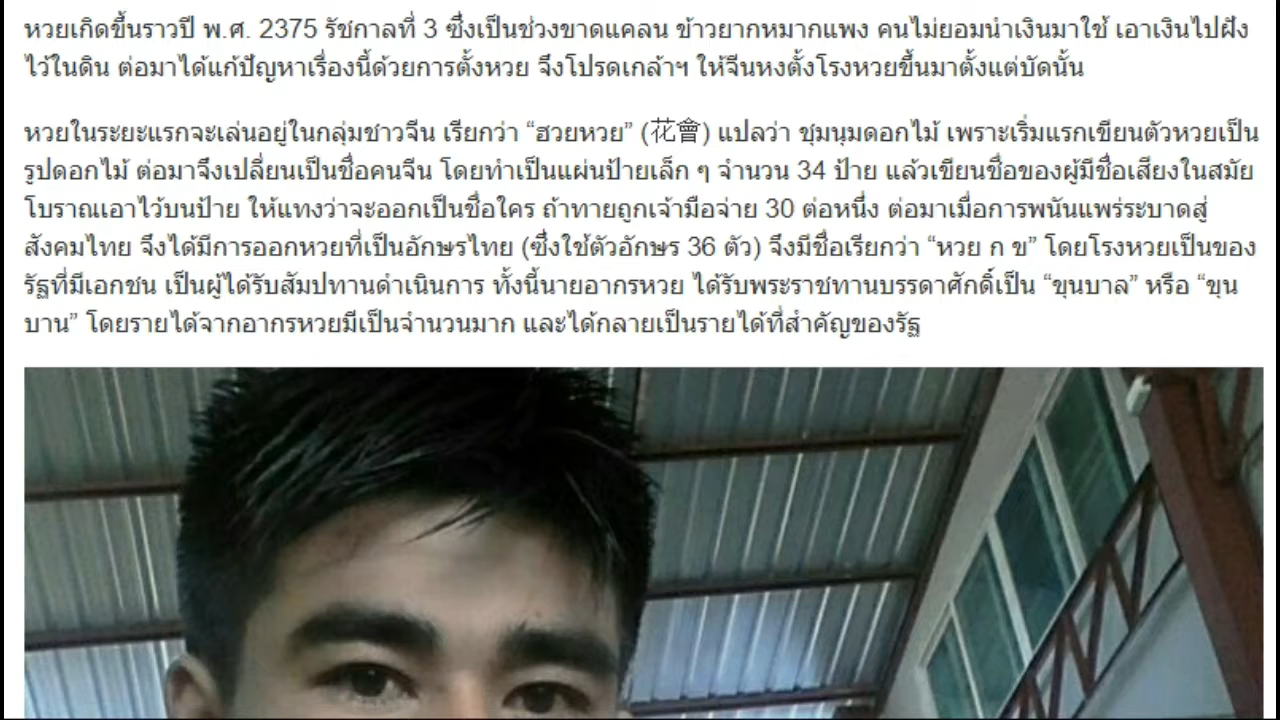 หวยเกิดขึ้นราวปี พ.ศ. 2375 รัชกาลที่ 3 ซึ่งเป็นช่วงขาดแคลน ข้าวยากหมากแพง คนไม่ยอมนำเงินมาใช้ เอาเงินไปฝัง
ไว้ในดิน ต่อมาได้แก้ปัญหาเรื่องนี้ด้วยการตั้งหวย จึงโปรดเกล้าฯ ให้จีนหงตั้งโรงหวยขึ้นมาตั้งแต่บัดนั้น
หวยในระยะแรกจะเล่นอยู่ในกลุ่มชาวจีน เรียกว่า “ฮวยหวย” (花會) แปลว่า ชุมนุมดอกไม้ เพราะเริ่มแรกเขียนตัวหวยเป็น
รูปดอกไม้ ต่อมาจึงเปลี่ยนเป็นชื่อคนจีน โดยทำเป็นแผ่นป้ายเล็ก ๆ จำนวน 34 ป้าย แล้วเขียนชื่อของผู้มีชื่อเสียงในสมัย
โบราณเอาไว้บนป้าย ให้แทงว่าจะออกเป็นชื่อใคร ถ้าทายถูกเจ้ามือจ่าย 30 ต่อหนึ่ง ต่อมาเมื่อการพนันแพร่ระบาดสู่
สังคมไทย จึงได้มีการออกหวยที่เป็นอักษรไทย (ซึ่งใช้ตัวอักษร 36 ตัว) จึงมีชื่อเรียกว่า “หวย ก ข” โดยโรงหวยเป็นของ
รัฐที่มีเอกชน เป็นผู้ได้รับสัมปทานดำเนินการ ทั้งนี้นายอากรหวย ได้รับพระราชทานบรรดาศักดิ์เป็น “ขุนบาล” หรือ “ขุน
บาน” โดยรายได้จากอากรหวยมีเป็นจำนวนมาก และได้กลายเป็นรายได้ที่สำคัญของรัฐ